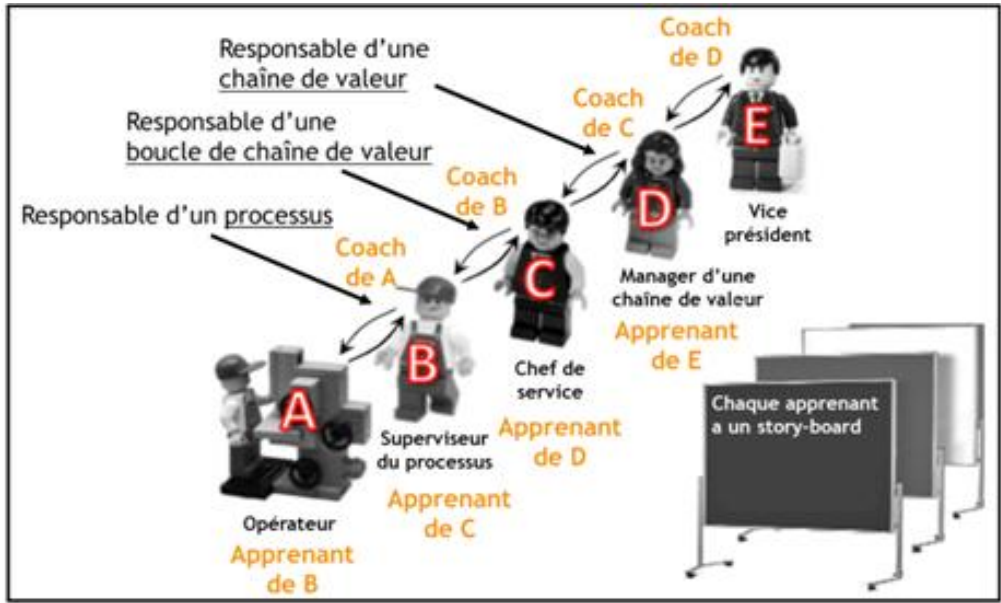 Responsable d'une
chaîne de valeur
Responsable d'une
boucle de chaîne de valeur
Responsable d'un processus
Coach
de D
Coach
de C
Coach
de B
Coach
de A
E
D
C
B
A
Vice
président
Manager d'une
chaîne de valeur
Apprenant
de E
Chef de
service
Apprenant
de D
Superviseur
du processus
Apprenant
de C
Opérateur
Apprenant
de B
Chaque apprenant
a un story-board